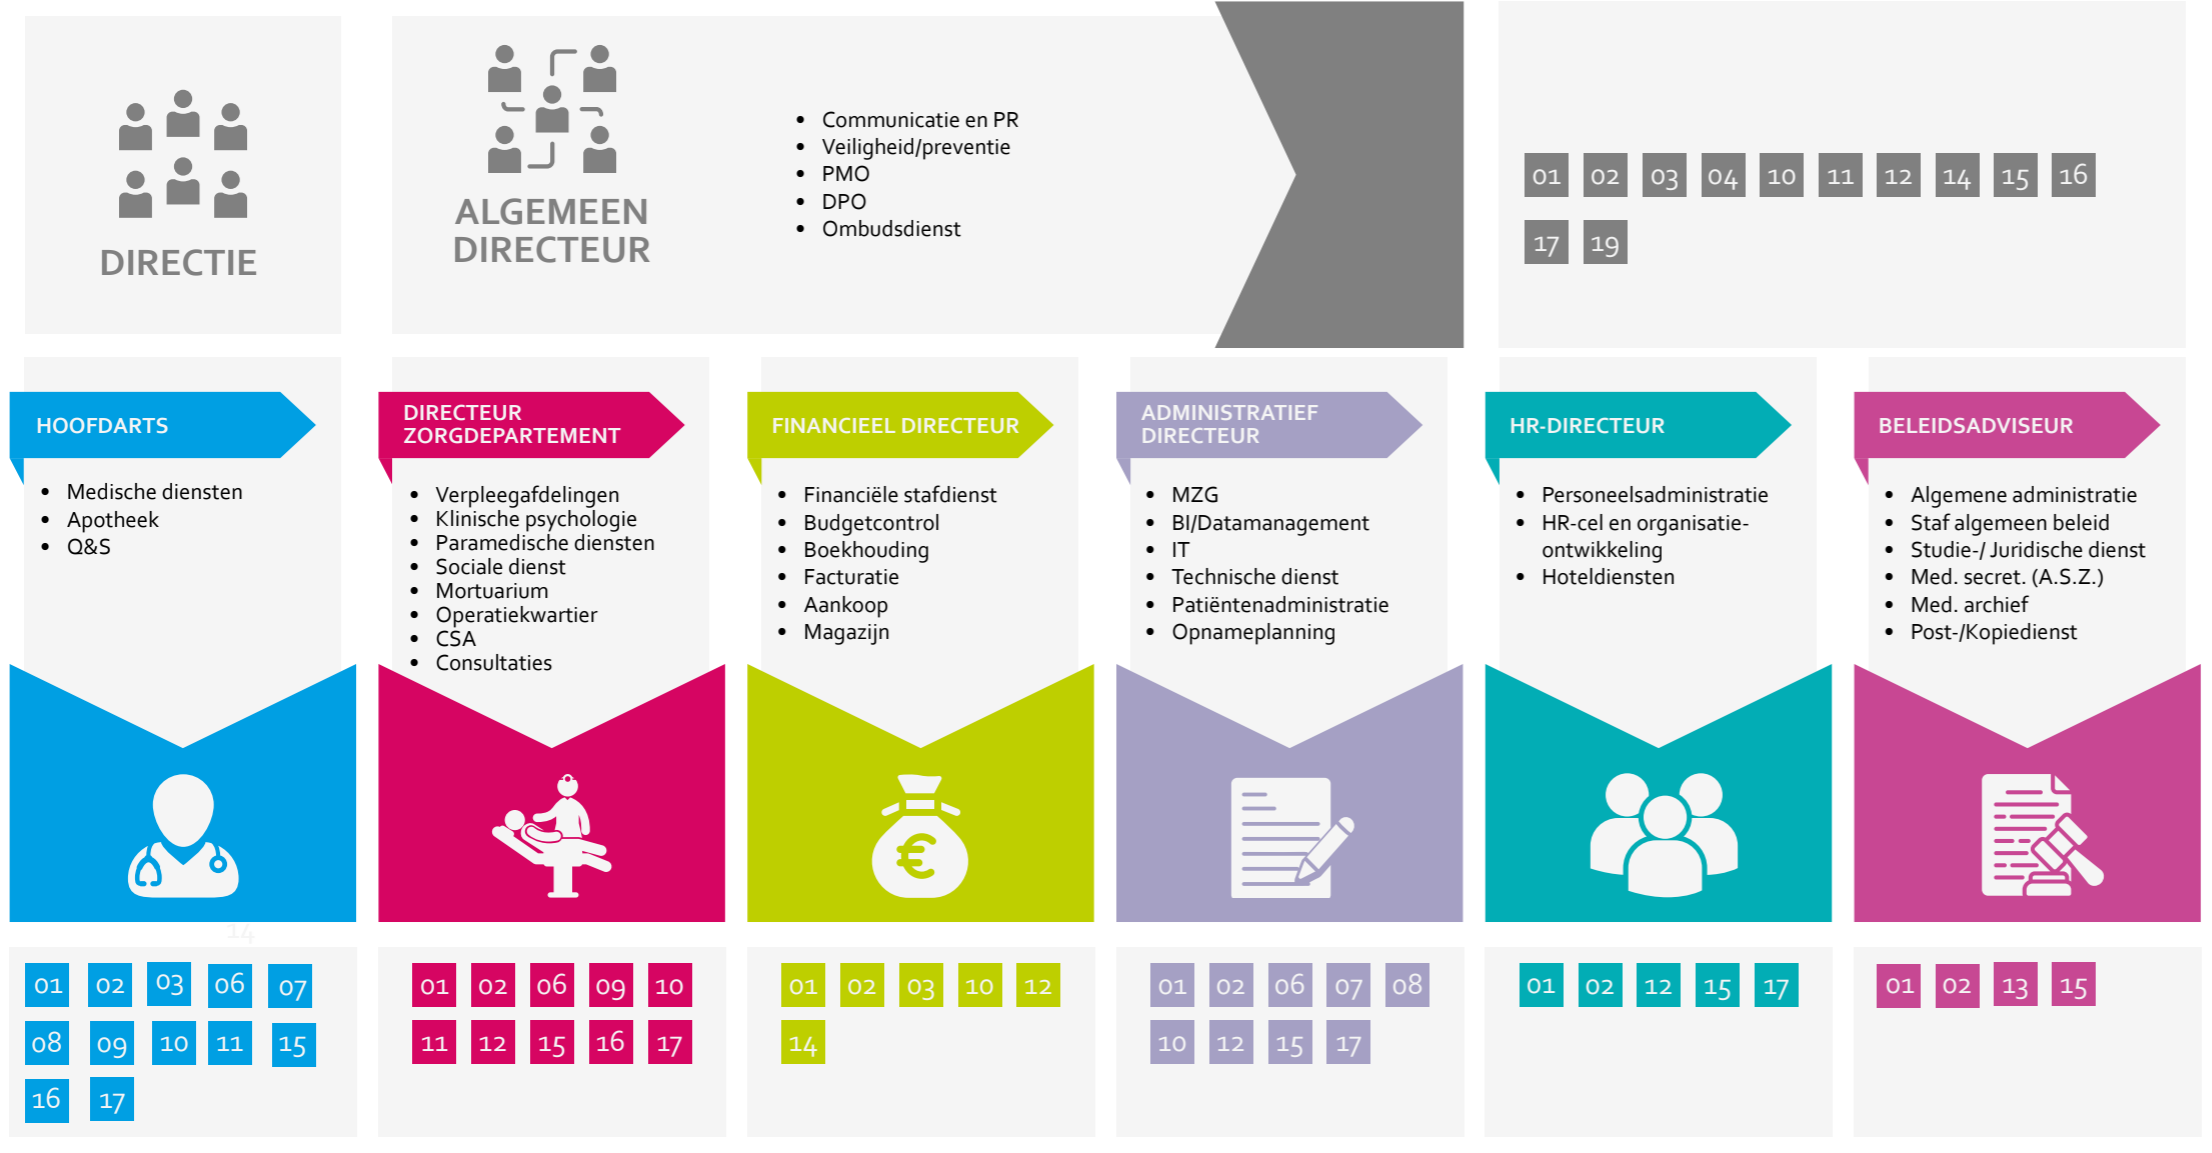 DIRECTIE
ALGEMEEN
DIRECTEUR
• Communicatie en PR
• Veiligheid/preventie
• PMO
• DPO
• Ombudsdienst
01 02 03 04 10 11 12 14 15 16
17 19
HOOFDARTS
• Medische diensten
• Apotheek
• Q&S
DIRECTEUR
ZORGDEPARTEMENT
• Verpleegafdelingen
• Klinische psychologie
• Paramedische diensten
• Sociale dienst
• Mortuarium
• Operatiekwartier
• CSA
• Consultaties
FINANCIEEL DIRECTEUR
• Financiële stafdienst
• Budgetcontrol
• Boekhouding
• Facturatie
• Aankoop
• Magazijn
ADMINISTRATIEF
DIRECTEUR
• MZG
• BI/Datamanagement
• IT
• Technische dienst
• Patiëntenadministratie
• Opnameplanning
HR-DIRECTEUR
• Personeelsadministratie
• HR-cel en organisatie-
ontwikkeling
• Hoteldiensten
BELEIDSADVISEUR
• Algemene administratie
• Staf algemeen beleid
• Studie-/ Juridische dienst
• Med. secret. (A.S.Z.)
• Med. archief
• Post-/Kopiedienst
€
14
01 02 03 06 07
08 09 10 11 15
16 17
01 02 06 09 10
11 12 15 16 17
01 02 03 10 12
14
01 02 06 07 08
10 12 15 17
01 02 12 15 17
01 02 13 15